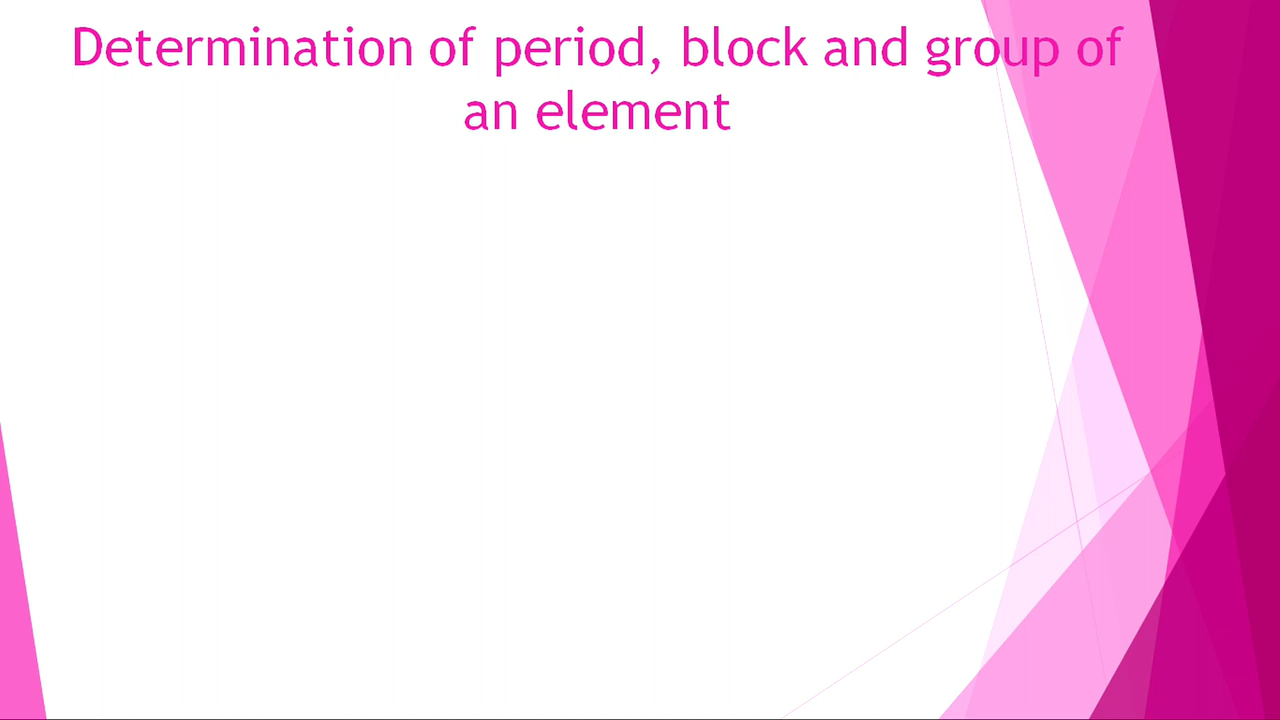 Determination of period, block and group of
an element